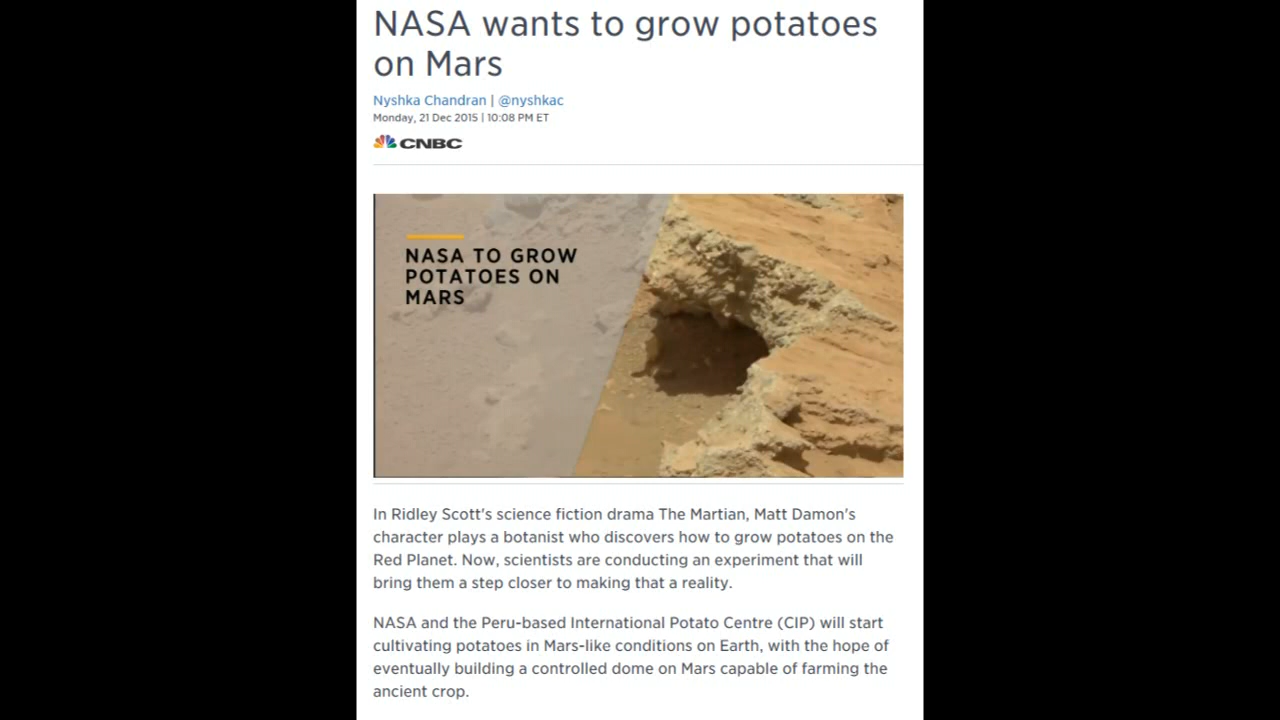 NASA wants to grow potatoes
on Mars
Nyshka Chandran | @nyshkac
Monday, 21 Dec 2015 | 10:08 PM ET
CNBC
NASA TO GROW
POTATOES ON
MARS
In Ridley Scott's science fiction drama The Martian, Matt Damon's
character plays a botanist who discovers how to grow potatoes on the
Red Planet. Now, scientists are conducting an experiment that will
bring them a step closer to making that a reality.
NASA and the Peru-based International Potato Centre (CIP) will start
cultivating potatoes in Mars-like conditions on Earth, with the hope of
eventually building a controlled dome on Mars capable of farming the
ancient crop.